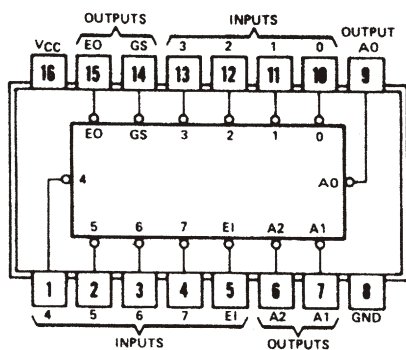 OUTPUTS INPUTS OUTPUT
VCC EO GS 3 2 1 0 A0
16 15 14 13 12 11 10 9
EO GS 3 2 1 0
4 A0
5 6 7 EI A2 A1
1 2 3 4 5 6 7 8
4 5 6 7 EI A2 A1 GND
INPUTS OUTPUTS